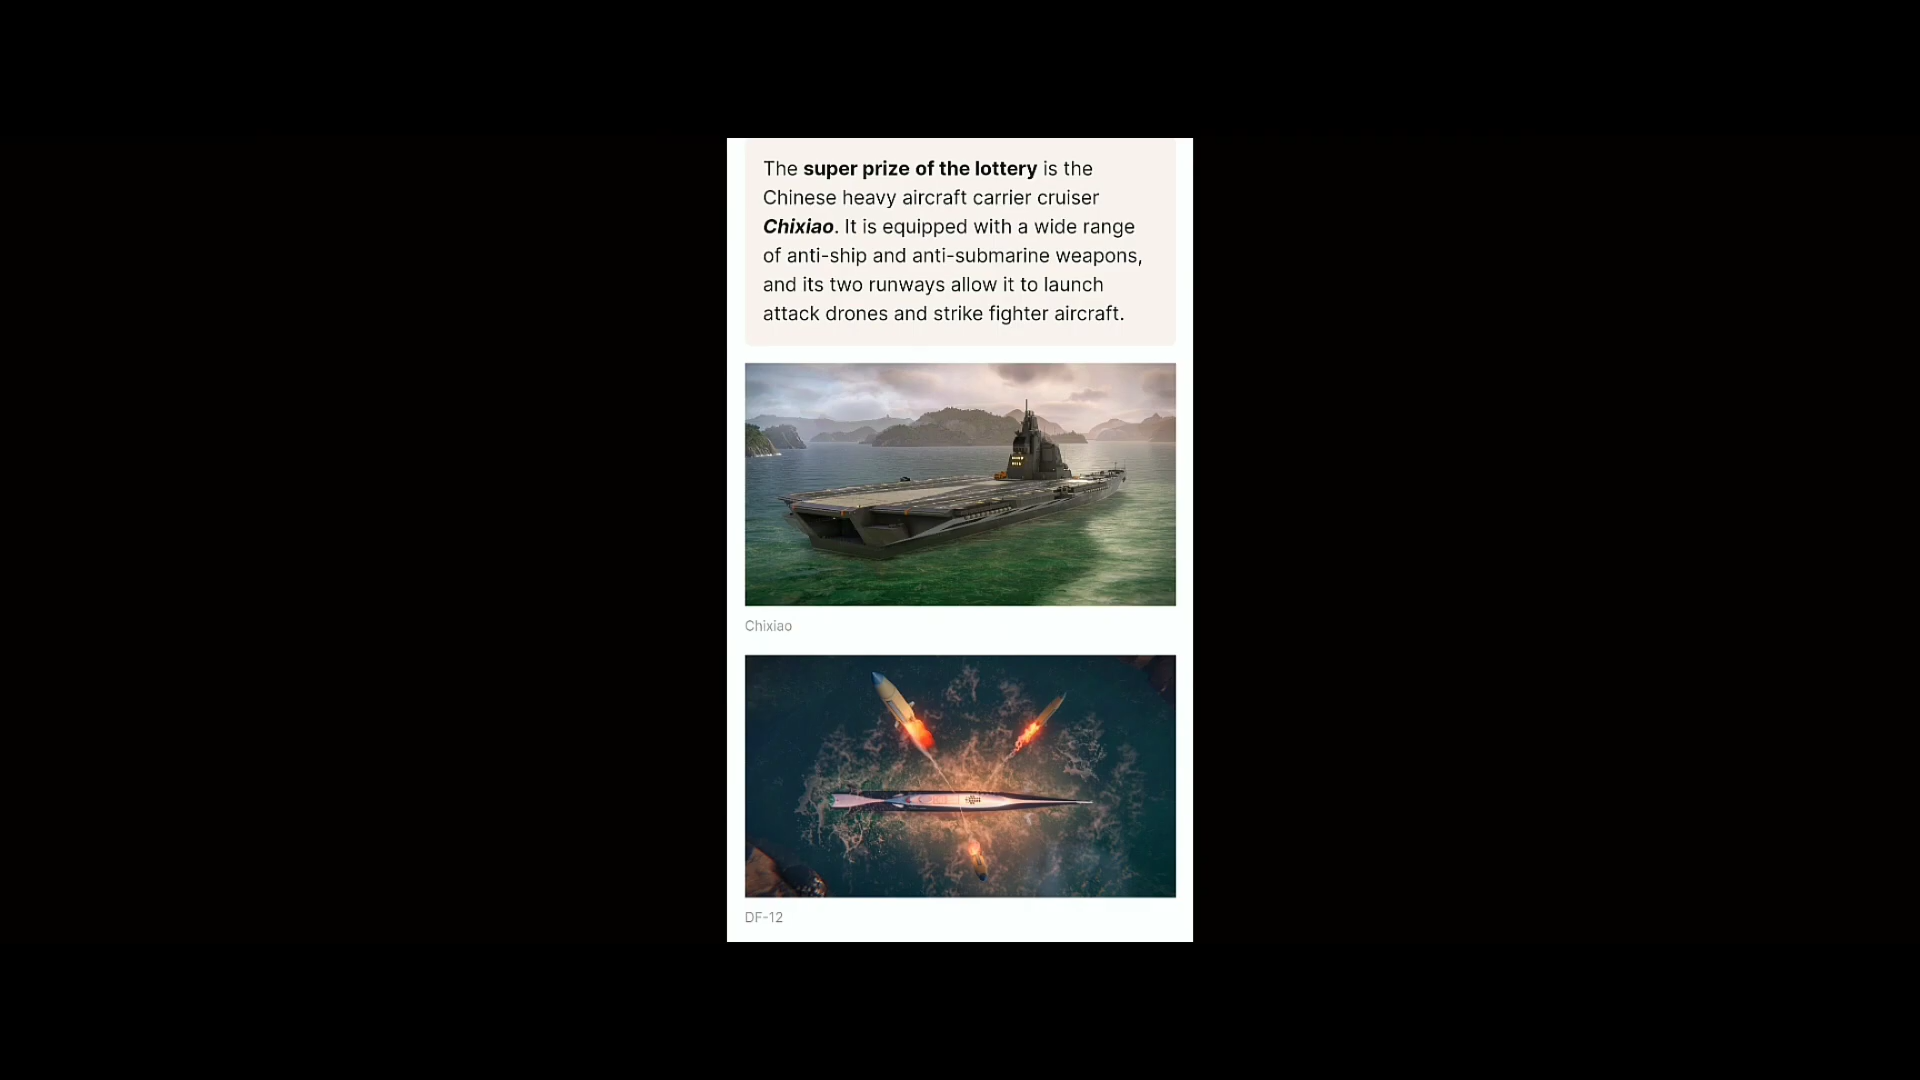 The super prize of the lottery is the
Chinese heavy aircraft carrier cruiser
Chixiao. It is equipped with a wide range
of anti-ship and anti-submarine weapons,
and its two runways allow it to launch
attack drones and strike fighter aircraft.
Chixiao
DF-12